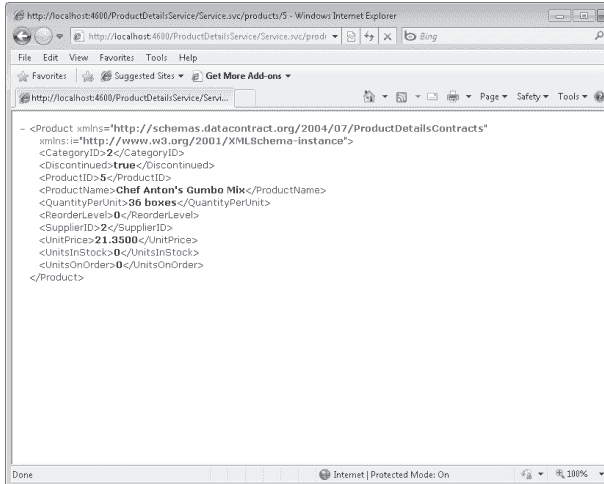 http://localhost:4600/ProductDetailsService/Service.svc/products/5 - Windows Internet Explorer
http://localhost:4600/ProductDetailsService/Service.svc/prodi
Bing
File Edit View Favorites Tools Help
Favorites Suggested Sites Get More Add-ons
http://localhost:4600/ProductDetailsService/Servi...
Page Safety Tools
- <Product xmlns="http://schemas.datacontract.org/2004/07/ProductDetailsContracts"
xmlns:i="http://www.w3.org/2001/XMLSchema-instance">
<CategoryID>2</CategoryID>
<Discontinued>true</Discontinued>
<ProductID>5</ProductID>
<ProductName>Chef Anton's Gumbo Mix</ProductName>
<QuantityPerUnit>36 boxes</QuantityPerUnit>
<ReorderLevel>0</ReorderLevel>
<SupplierID>2</SupplierID>
<UnitPrice>21.3500</UnitPrice>
<UnitsInStock>0</UnitsInStock>
<UnitsOnOrder>0</UnitsOnOrder>
</Product>
Done
Internet | Protected Mode: On
100%